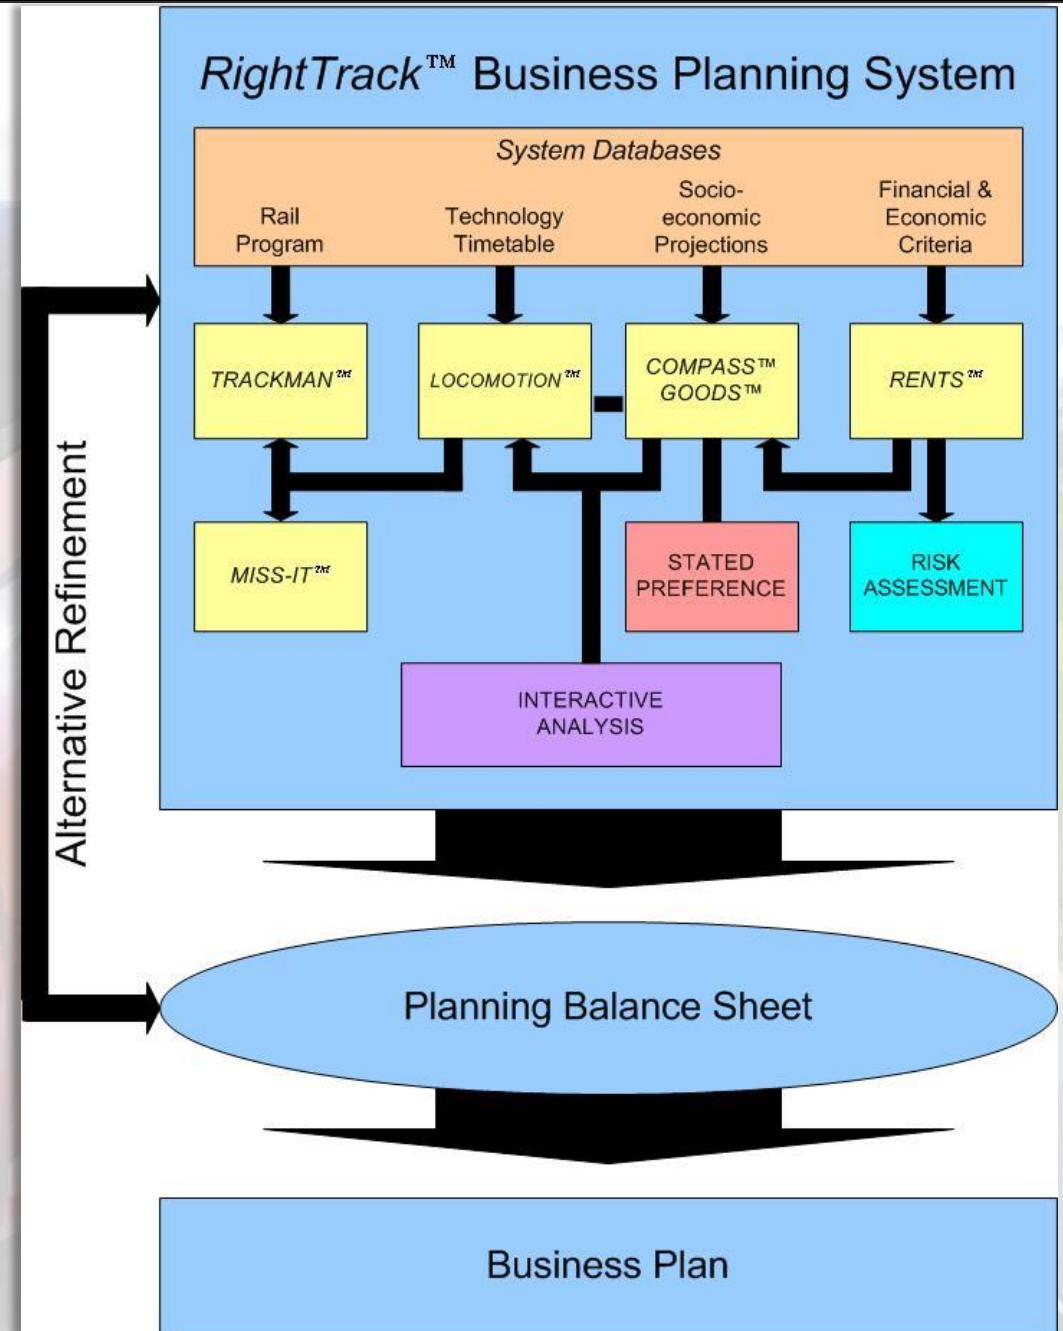 RightTrack™ Business Planning System
System Databases
Rail
Program
Technology
Timetable
Socio-
economic
Projections
Financial &
Economic
Criteria
TRACKMAN™
LOCOMOTION™
COMPASS™
GOODS™
RENTS™
MISS-IT™
STATED
PREFERENCE
RISK
ASSESSMENT
INTERACTIVE
ANALYSIS
Alternative Refinement
Planning Balance Sheet
Business Plan